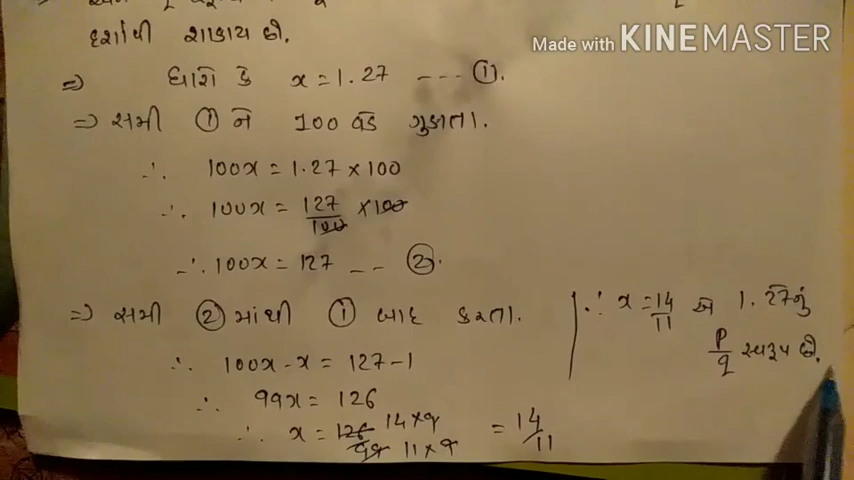 દર્શાવી શકાય છે.
Made with KINEMASTER
⇒ ધારો કે x = 1.27 --- ①.
⇒ સમી ① ને 100 વડે ગુણતા.
∴ 100x = 1.27 × 100
∴ 100x = 127/100 × 100
∴ 100x = 127 -- ②.
⇒ સમી ② માંથી ① બાદ કરતા.
∴ 100x - x = 127 - 1
∴ 99x = 126
∴ x = 126/99 14×9/11×9 = 14/11
∵ x = 14/11 એ 1.27નું
p/q સ્વરૂપ છે.